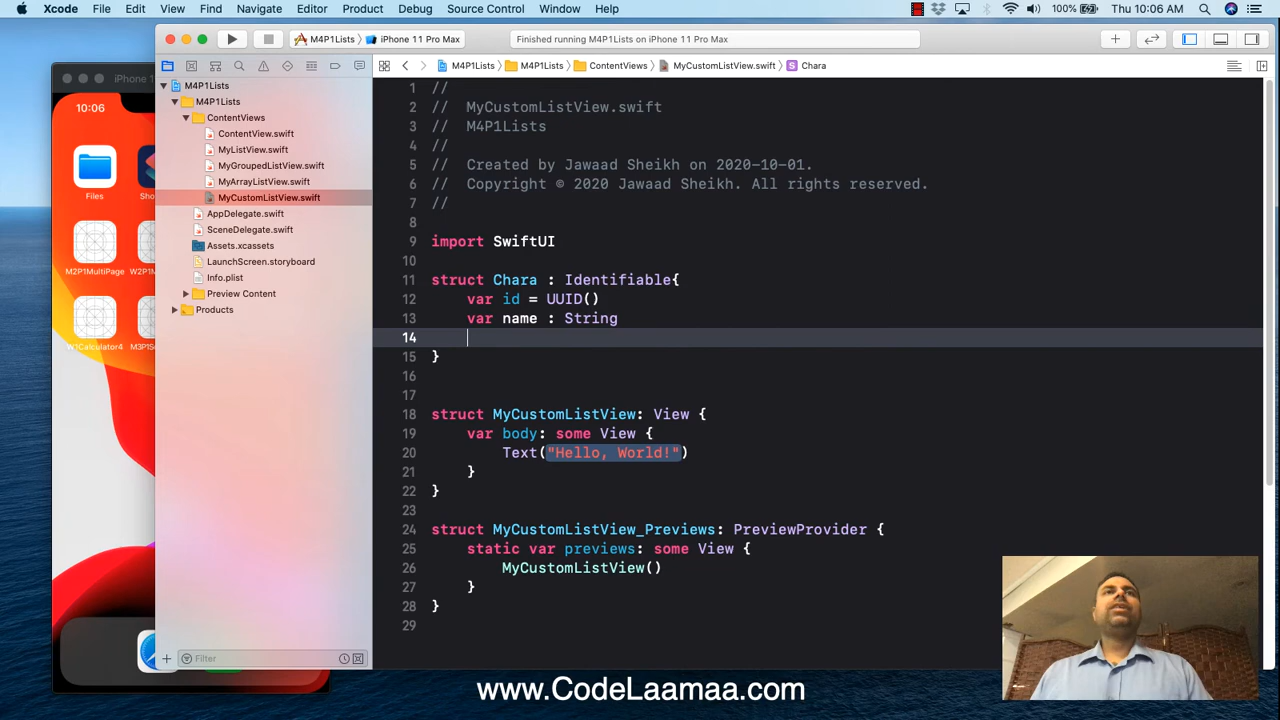 Xcode File Edit View Find Navigate Editor Product Debug Source Control Window Help 100% Thu 10:06 AM
M4P1Lists iPhone 11 Pro Max Finished running M4P1Lists on iPhone 11 Pro Max
M4P1Lists M4P1Lists ContentViews MyCustomListView.swift S Chara
iPhone 1
10:06
Files
M2P1MultiPage
W2P1M
W1Calculator4
M3P1S
M4P1Lists
M4P1Lists
ContentViews
ContentView.swift
MyListView.swift
MyGroupedListView.swift
MyArrayListView.swift
MyCustomListView.swift
AppDelegate.swift
SceneDelegate.swift
Assets.xcassets
LaunchScreen.storyboard
Info.plist
Preview Content
Products
Filter
1 //
2 // MyCustomListView.swift
3 // M4P1Lists
4 //
5 // Created by Jawaad Sheikh on 2020-10-01.
6 // Copyright © 2020 Jawaad Sheikh. All rights reserved.
7 //
8
9 import SwiftUI
10
11 struct Chara : Identifiable{
12 var id = UUID()
13 var name : String
14
15 }
16
17
18 struct MyCustomListView: View {
19 var body: some View {
20 Text("Hello, World!")
21 }
22 }
23
24 struct MyCustomListView_Previews: PreviewProvider {
25 static var previews: some View {
26 MyCustomListView()
27 }
28 }
29
www.CodeLaamaa.com